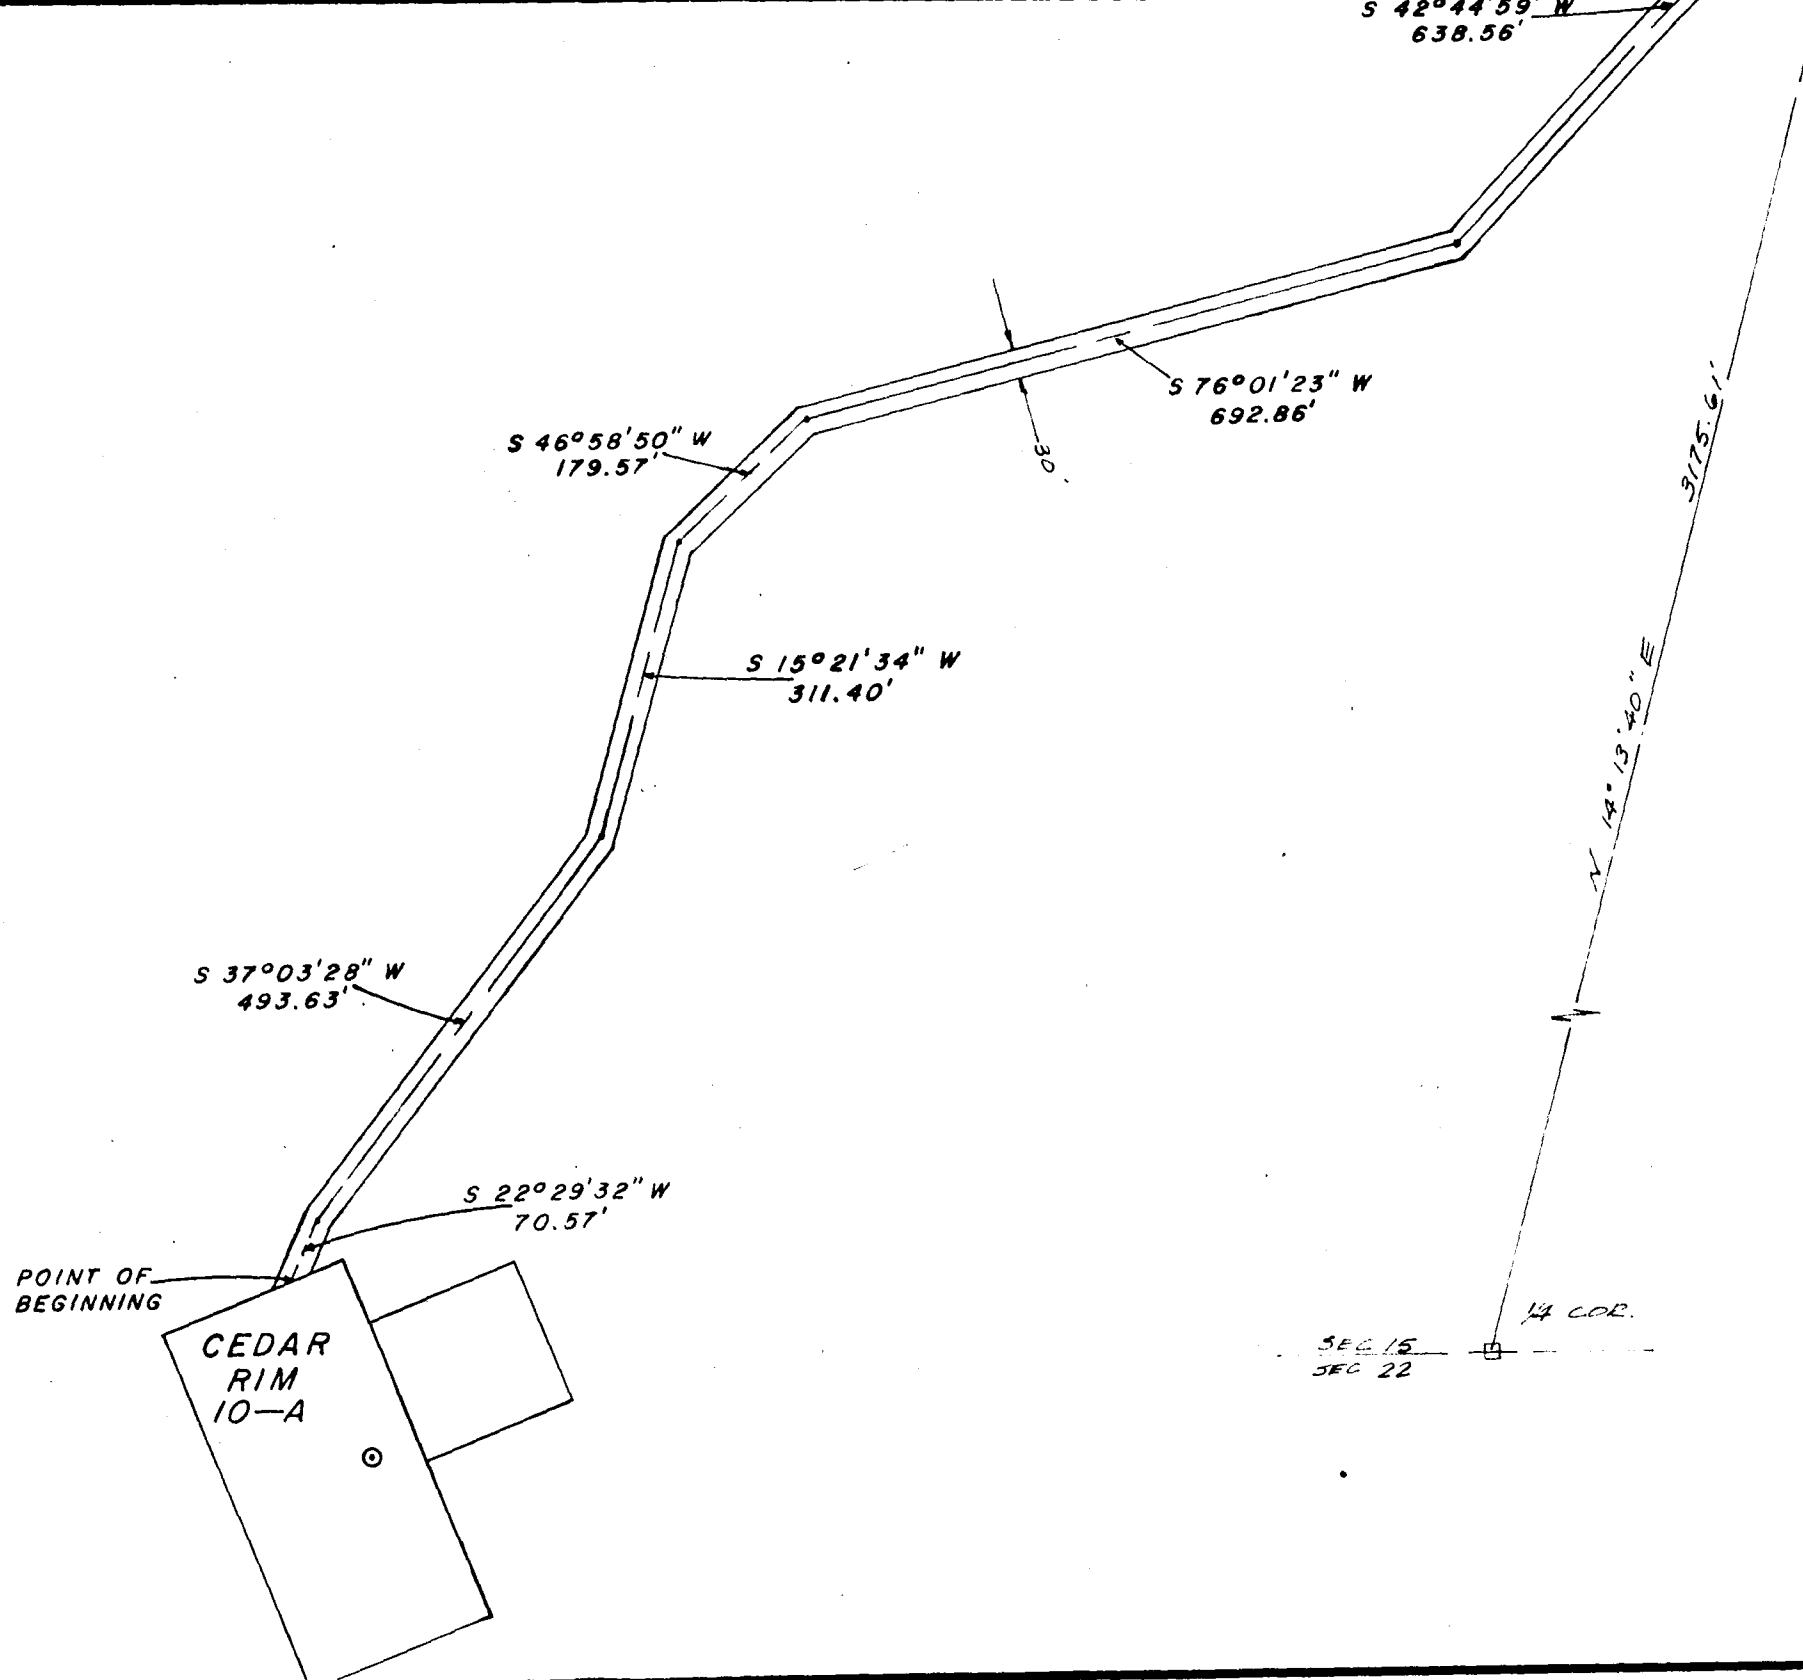 S 42°44'59" W
638.56'
S 76°01'23" W
692.86'
30'
S 46°58'50" W
179.57'
3175.61'
N 14°13'40" E
S 15°21'34" W
311.40'
S 37°03'28" W
493.63'
S 22°29'32" W
70.57'
POINT OF
BEGINNING
CEDAR
RIM
10-A
1/4 COR.
SEC 15
SEC 22